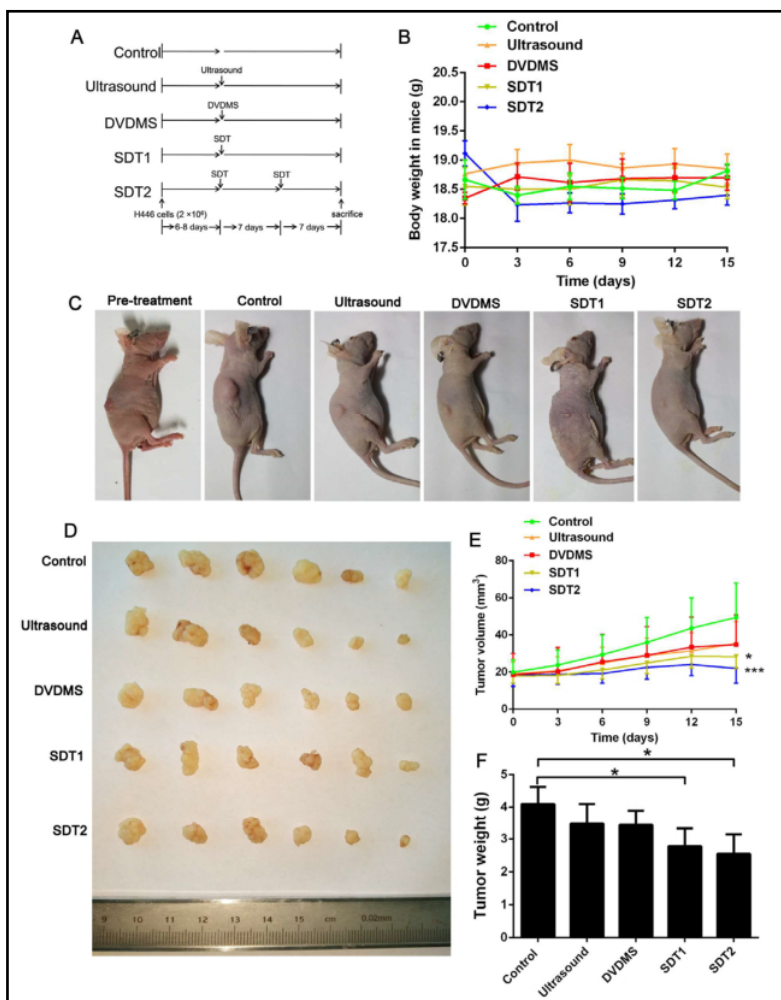 A
Control
Ultrasound
Ultrasound
DVDMS
DVDMS
SDT
SDT1
SDT SDT
SDT2
H446 cells (2 ×10⁶) sacrifice
6-8 days 7 days 7 days
B
Control
Ultrasound
DVDMS
SDT1
SDT2
Body weight in mice (g)
20.5
20.0
19.5
19.0
18.5
18.0
17.5
0 3 6 9 12 15
Time (days)
C
Pre-treatment Control Ultrasound DVDMS SDT1 SDT2
D
Control
Ultrasound
DVDMS
SDT1
SDT2
9 10 11 12 13 14 15 cm 0.02mm
E
Control
Ultrasound
DVDMS
SDT1
SDT2
Tumor volume (mm³)
80
60
40
20
0
*
***
0 3 6 9 12 15
Time (days)
F
*
*
Tumor weight (g)
6
5
4
3
2
1
0
Control Ultrasound DVDMS SDT1 SDT2